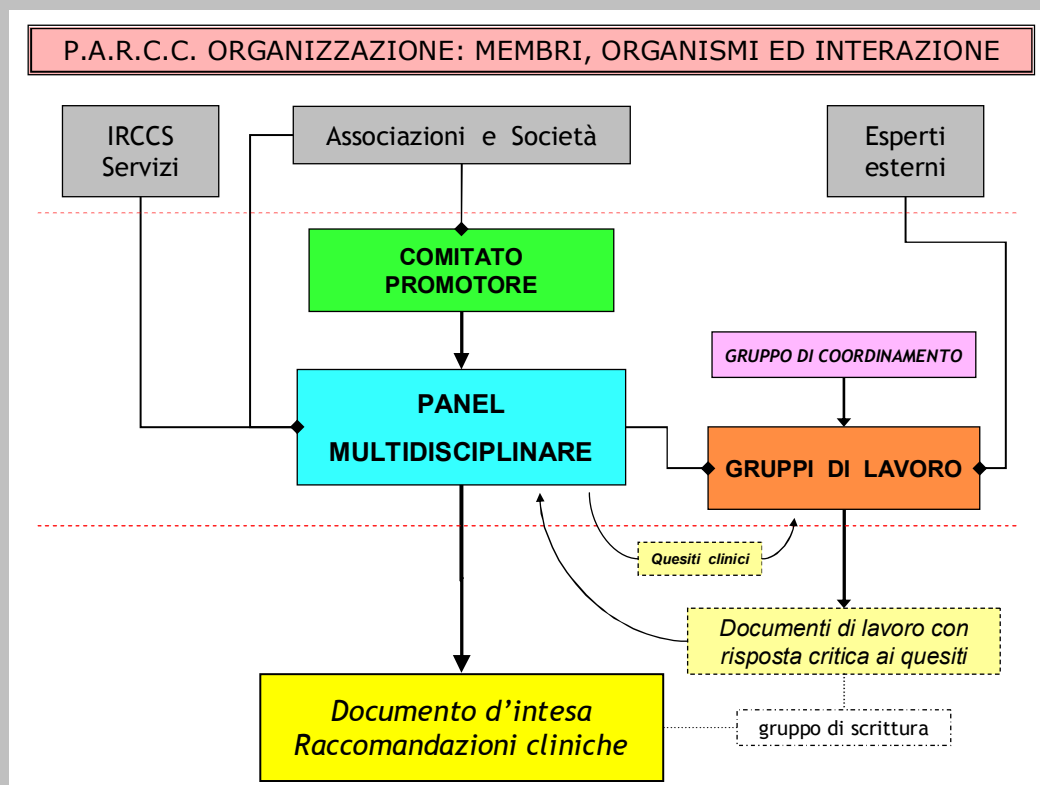 P.A.R.C.C. ORGANIZZAZIONE: MEMBRI, ORGANISMI ED INTERAZIONE
IRCCS
Servizi
Associazioni e Società
Esperti
esterni
COMITATO
PROMOTORE
GRUPPO DI COORDINAMENTO
PANEL
MULTIDISCIPLINARE
GRUPPI DI LAVORO
Quesiti clinici
Documenti di lavoro con
risposta critica ai quesiti
Documento d'intesa
Raccomandazioni cliniche
gruppo di scrittura